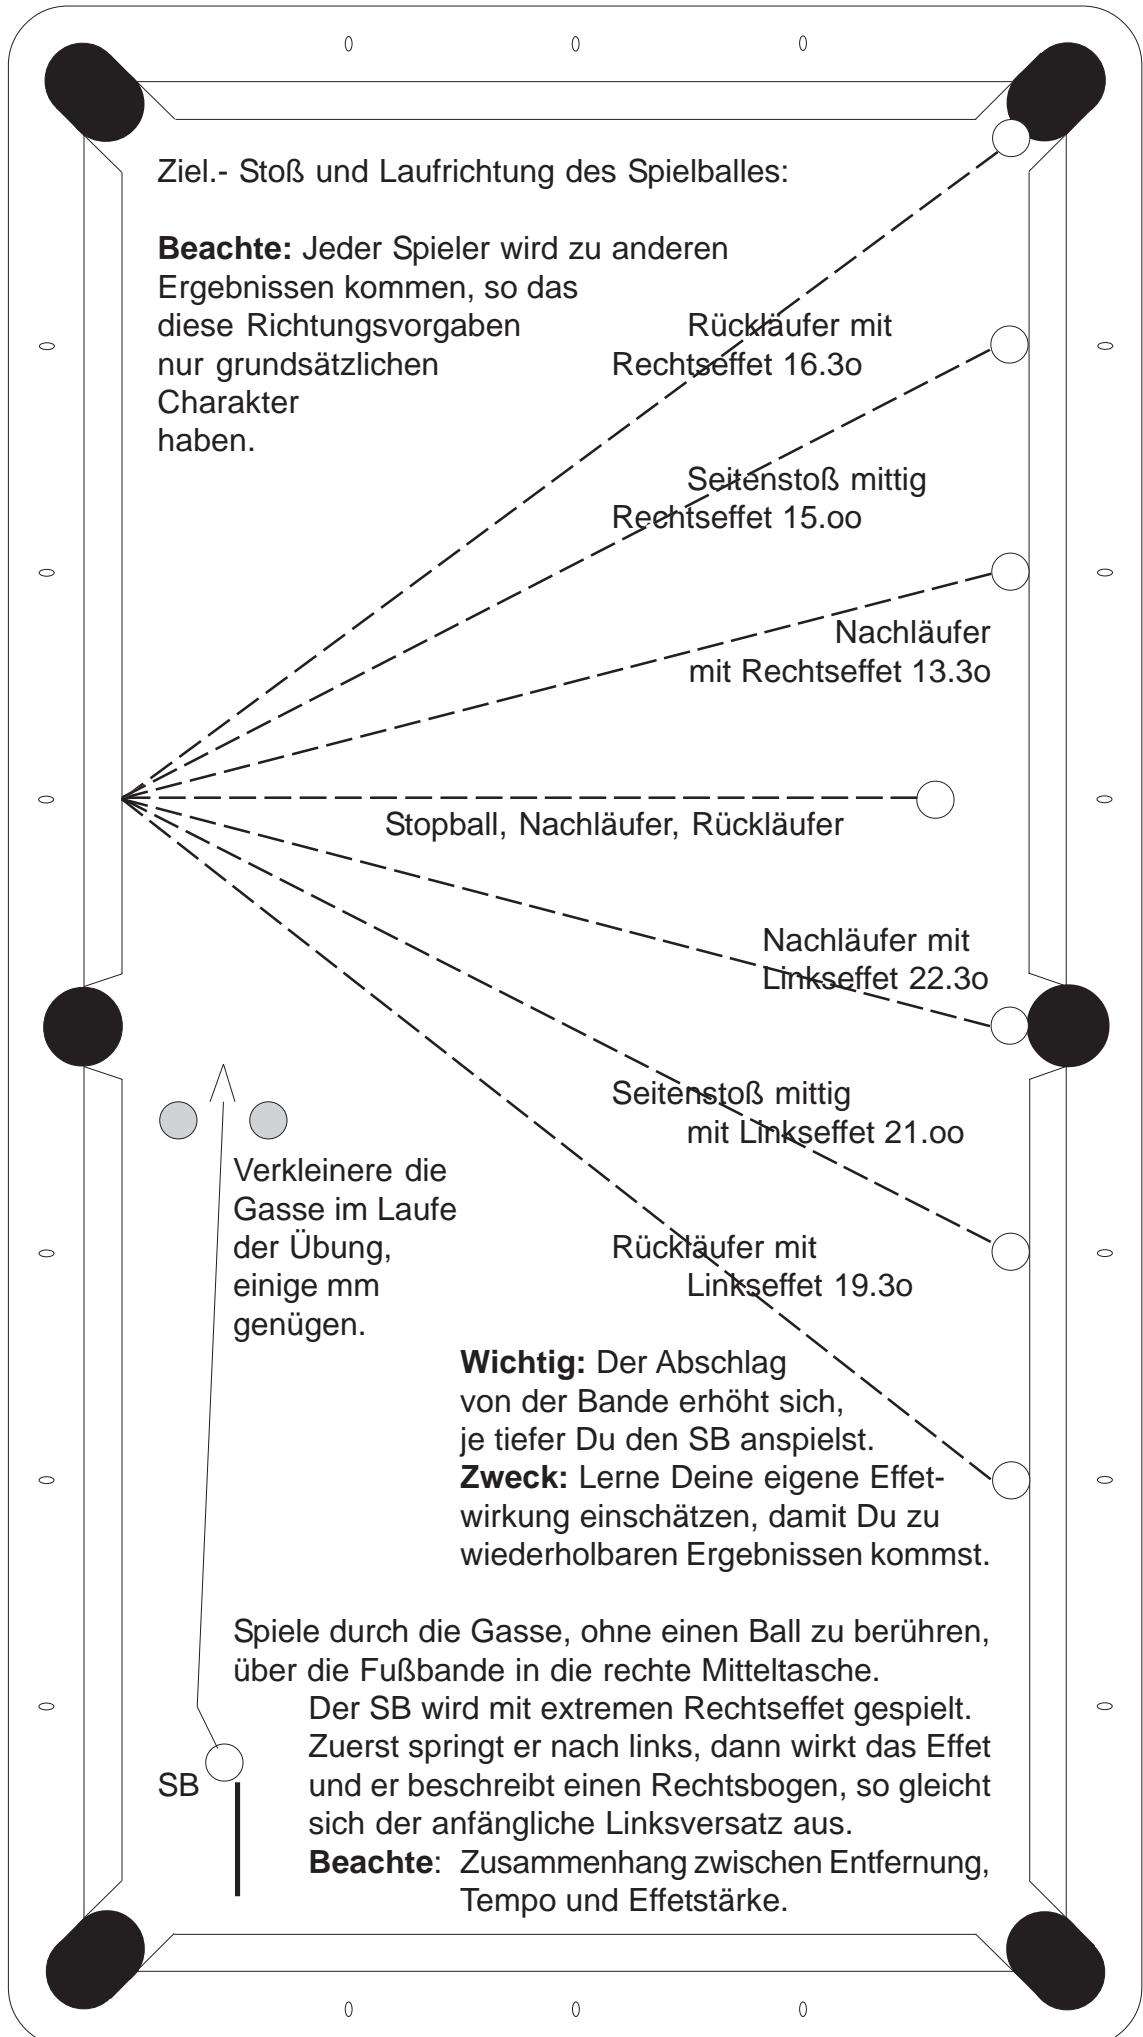 Ziel.- Stoß und Laufrichtung des Spielballes:
Beachte: Jeder Spieler wird zu anderen
Ergebnissen kommen, so das
diese Richtungsvorgaben
nur grundsätzlichen
Charakter
haben.
Rückläufer mit
Rechtseffet 16.3o
Seitenstoß mittig
Rechtseffet 15.oo
Nachläufer
mit Rechtseffet 13.3o
Stopball, Nachläufer, Rückläufer
Nachläufer mit
Linkseffet 22.3o
Seitenstoß mittig
mit Linkseffet 21.oo
Verkleinere die
Gasse im Laufe
der Übung,
einige mm
genügen.
Rückläufer mit
Linkseffet 19.3o
Wichtig: Der Abschlag
von der Bande erhöht sich,
je tiefer Du den SB anspielst.
Zweck: Lerne Deine eigene Effet-
wirkung einschätzen, damit Du zu
wiederholbaren Ergebnissen kommst.
Spiele durch die Gasse, ohne einen Ball zu berühren,
über die Fußbande in die rechte Mitteltasche.
Der SB wird mit extremen Rechtseffet gespielt.
Zuerst springt er nach links, dann wirkt das Effet
und er beschreibt einen Rechtsbogen, so gleicht
sich der anfängliche Linksversatz aus.
SB
Beachte: Zusammenhang zwischen Entfernung,
Tempo und Effetstärke.